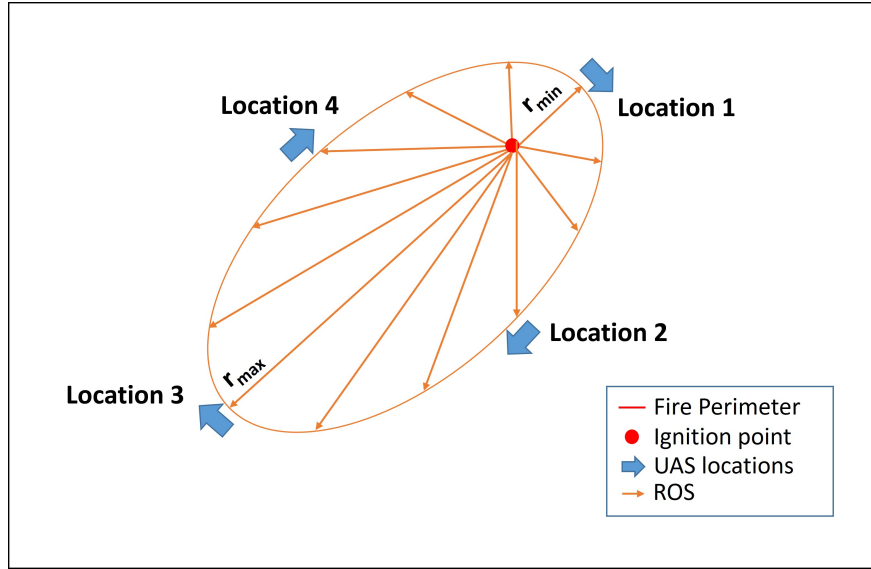 Location 4
r min
Location 1
Location 2
r max
Location 3
Fire Perimeter
Ignition point
UAS locations
ROS